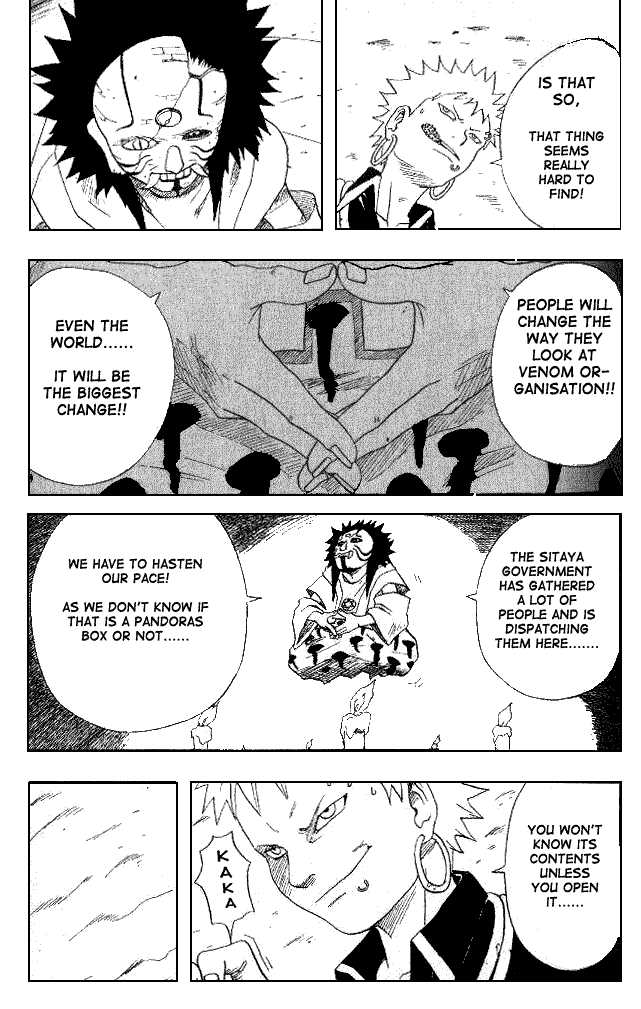 IS THAT
SO,
THAT THING
SEEMS
REALLY
HARD TO
FIND!
PEOPLE WILL
CHANGE THE
WAY THEY
LOOK AT
VENOM OR-
GANISATION!!
EVEN THE
WORLD......
IT WILL BE
THE BIGGEST
CHANGE!!
THE SITAYA
GOVERNMENT
HAS GATHERED
A LOT OF
PEOPLE AND IS
DISPATCHING
THEM HERE.......
WE HAVE TO HASTEN
OUR PACE!
AS WE DON'T KNOW IF
THAT IS A PANDORAS
BOX OR NOT......
YOU WON'T
KNOW ITS
CONTENTS
UNLESS
YOU OPEN
IT......
KAKA